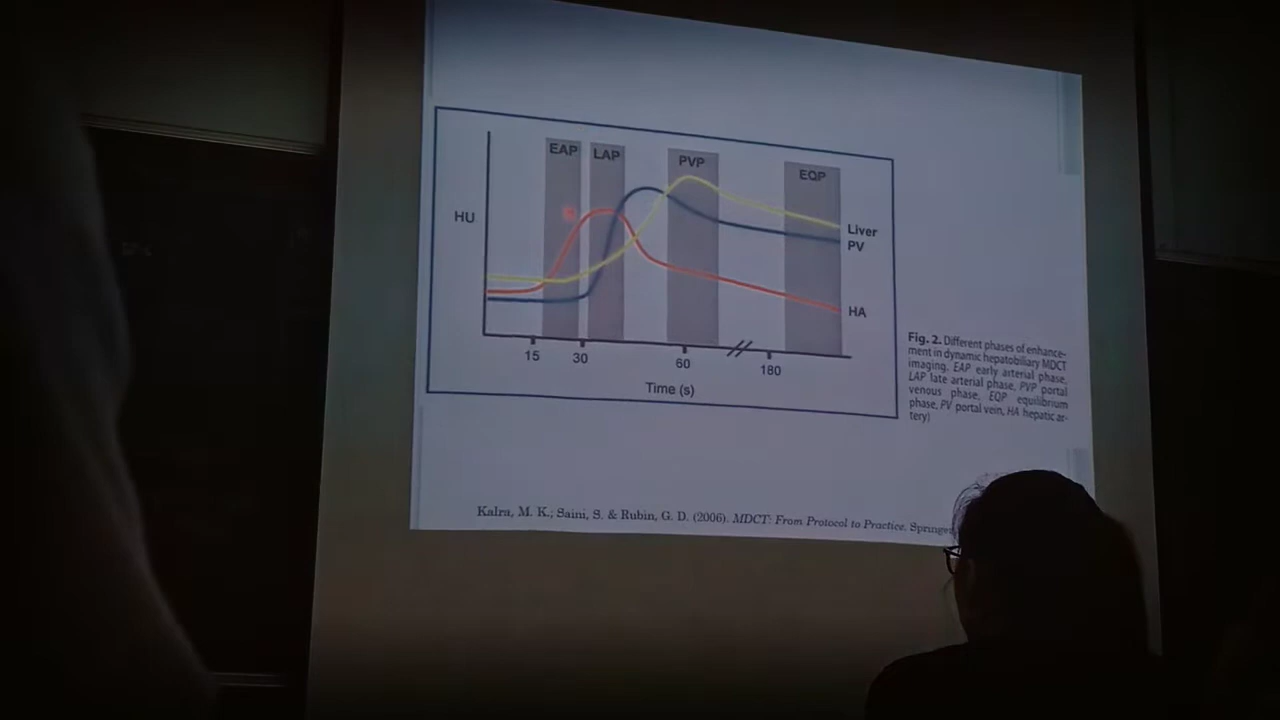 EAP LAP PVP EQP
HU
Liver
PV
HA
15 30 60 180
Time (s)
Fig. 2. Different phases of enhance-
ment in dynamic hepatobiliary MDCT
imaging. EAP early arterial phase,
LAP late arterial phase, PVP portal
venous phase, EQP equilibrium
phase, PV portal vein, HA hepatic ar-
tery)
Kalra, M. K.; Saini, S. & Rubin, G. D. (2006). MDCT: From Protocol to Practice. Springer